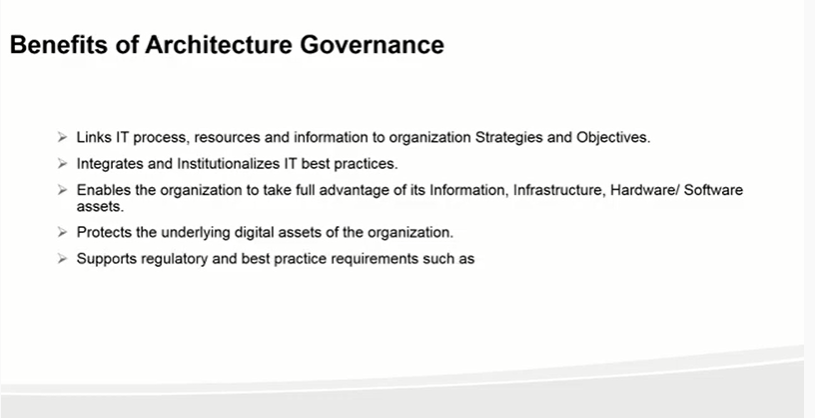 Benefits of Architecture Governance
Links IT process, resources and information to organization Strategies and Objectives.
Integrates and Institutionalizes IT best practices.
Enables the organization to take full advantage of its Information, Infrastructure, Hardware/ Software
assets.
Protects the underlying digital assets of the organization.
Supports regulatory and best practice requirements such as